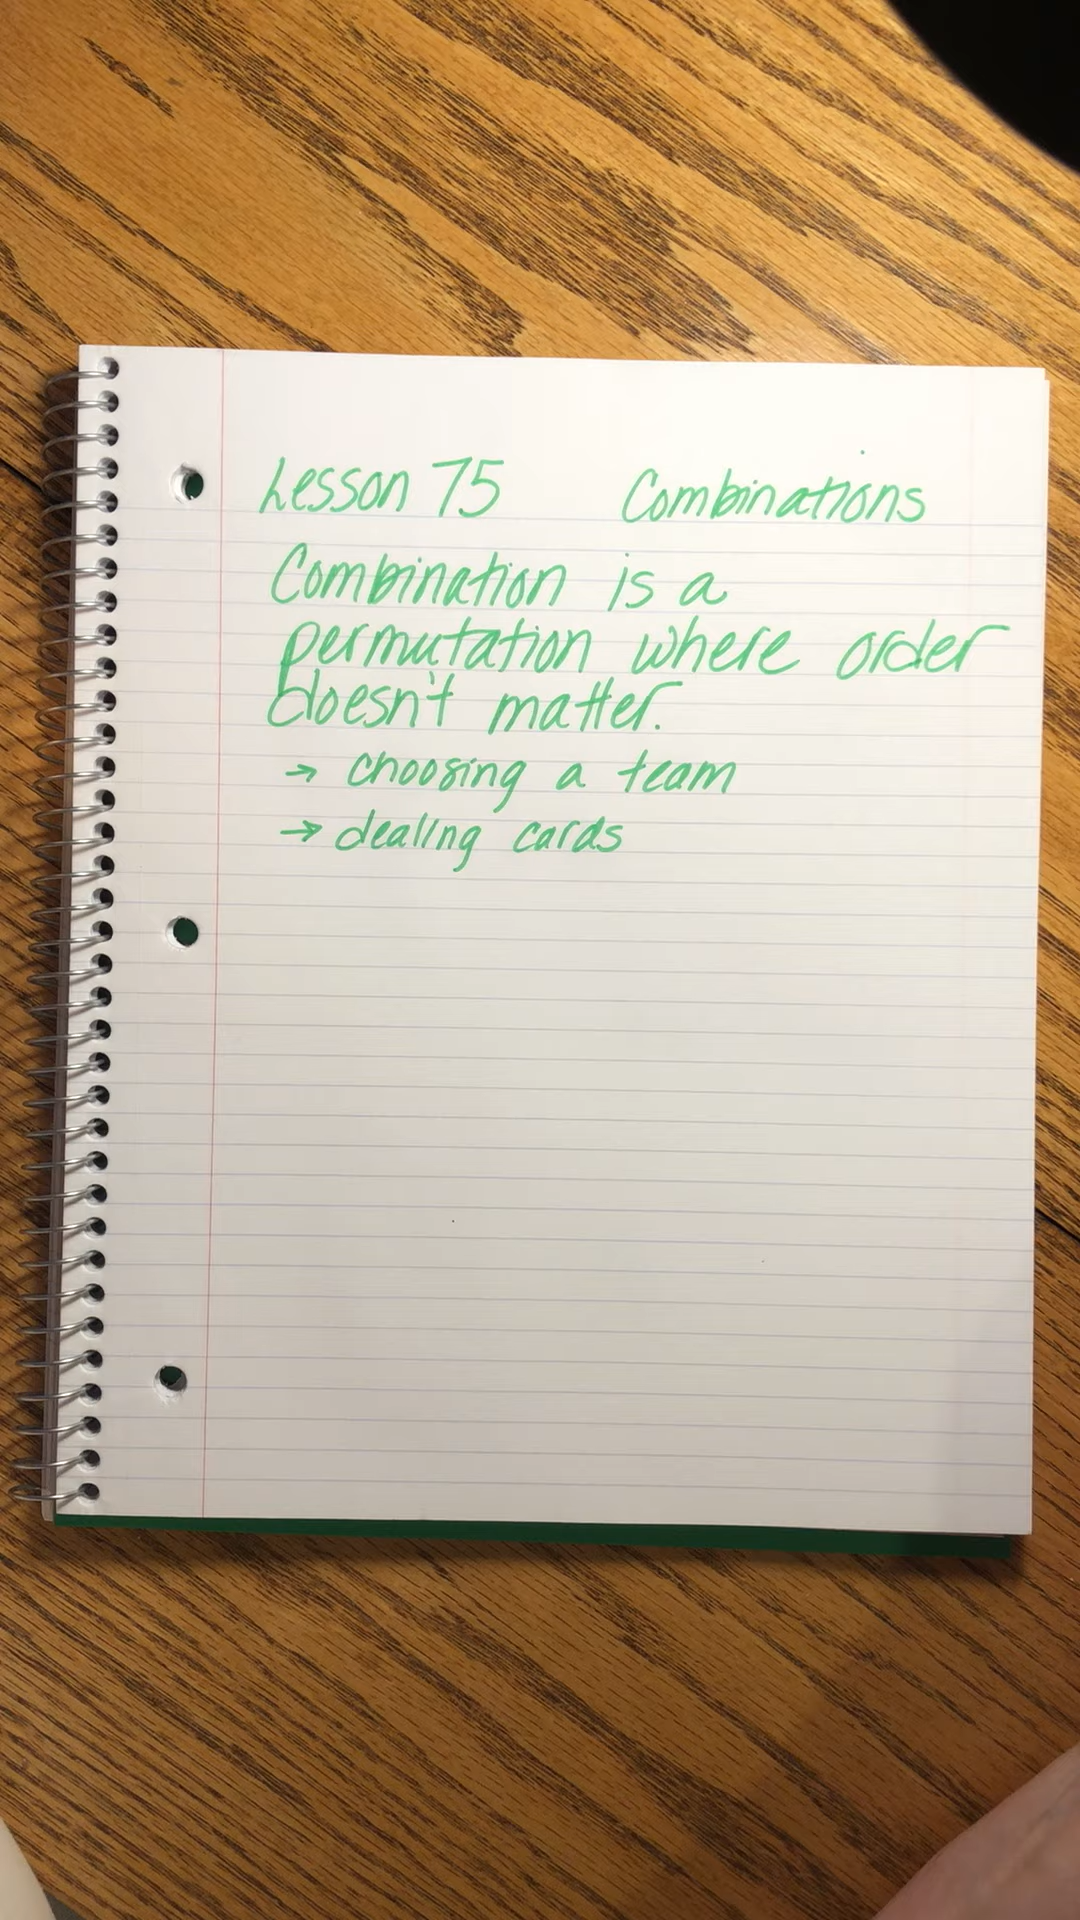 Lesson 75 Combinations
Combination is a
permutation where order
doesn't matter.
→ choosing a team
→ dealing cards